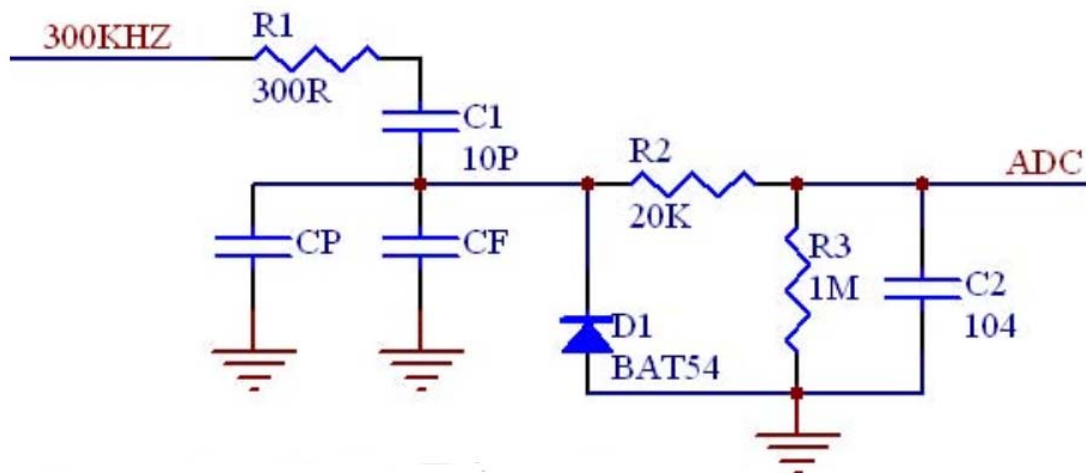 300KHZ
R1
300R
C1
10P
R2
20K
ADC
CP
CF
R3
1M
C2
104
D1
BAT54